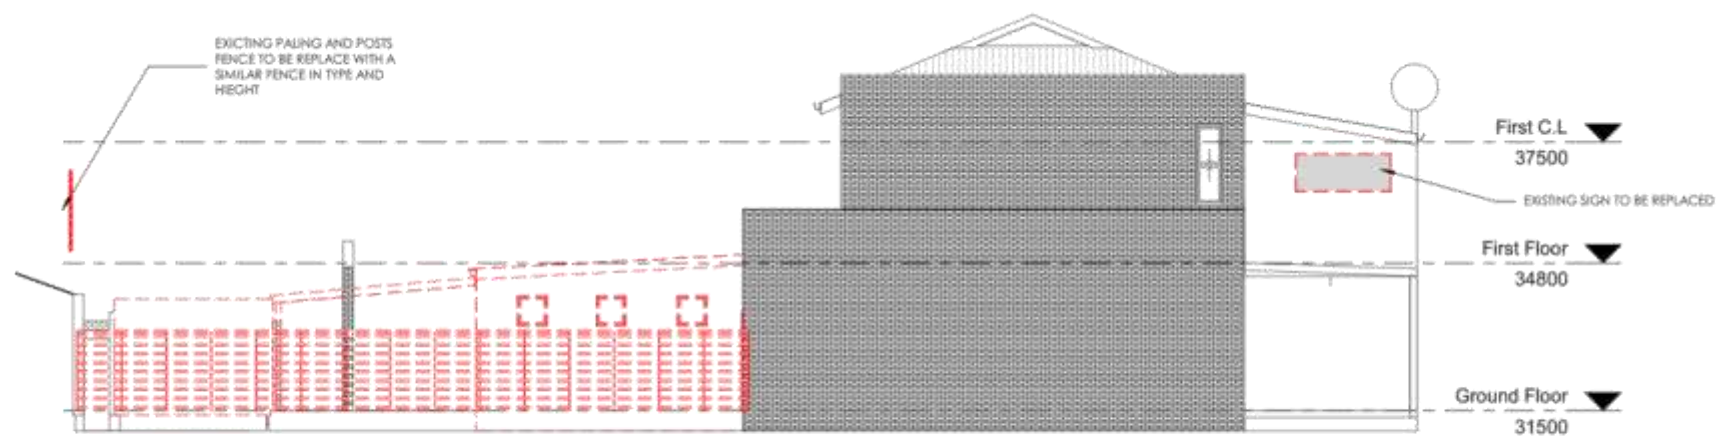 EXICTING PALING AND POSTS
FENCE TO BE REPLACE WITH A
SIMILAR FENCE IN TYPE AND
HIEGHT
First C.L
37500
EXISTING SIGN TO BE REPLACED
First Floor
34800
Ground Floor
31500